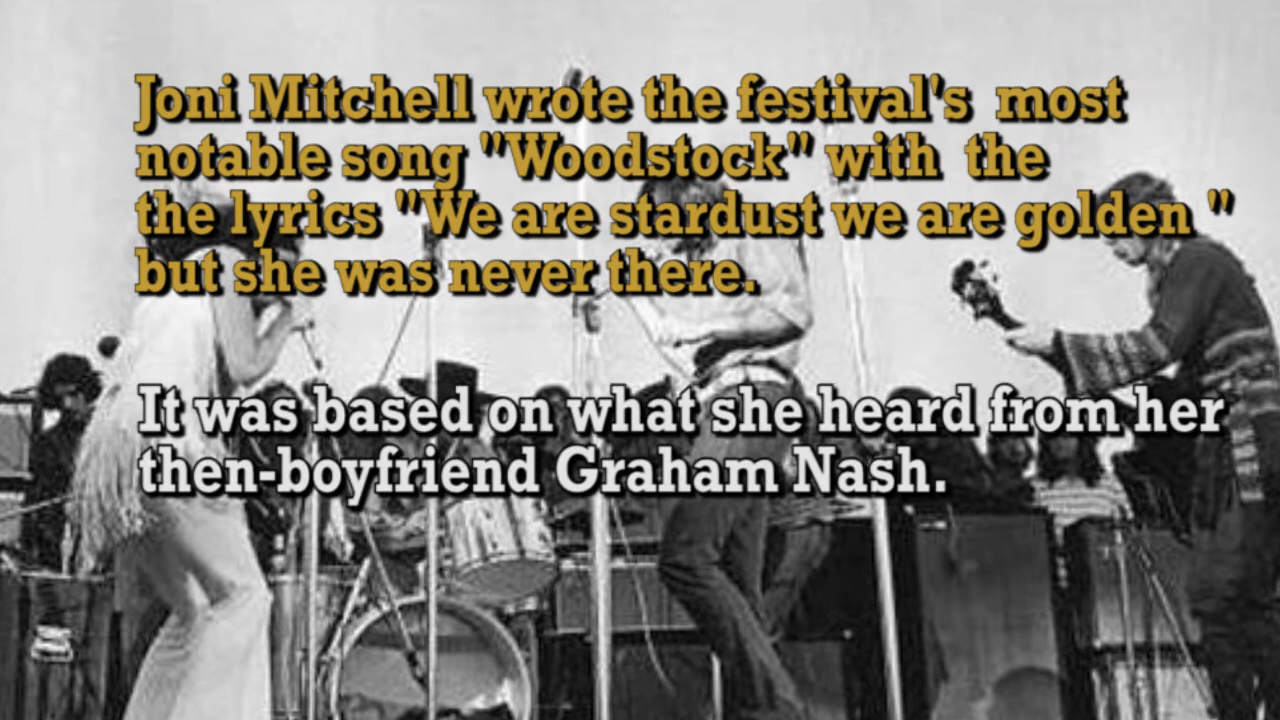 Joni Mitchell wrote the festival's most
notable song "Woodstock" with the
the lyrics "We are stardust we are golden "
but she was never there.
It was based on what she heard from her
then-boyfriend Graham Nash.